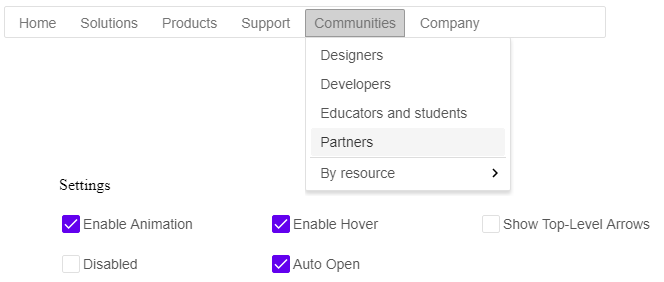 Home Solutions Products Support Communities Company
Designers
Developers
Educators and students
Partners
By resource
Settings
Enable Animation Enable Hover Show Top-Level Arrows
Disabled Auto Open